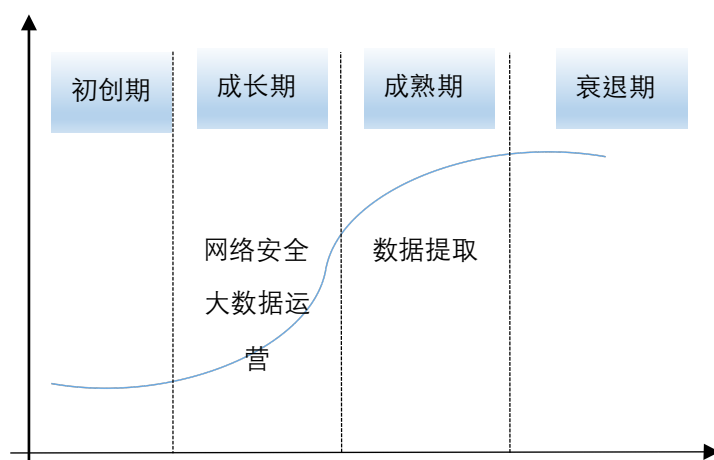 初创期
成长期
成熟期
衰退期
网络安全
大数据运
营
数据提取